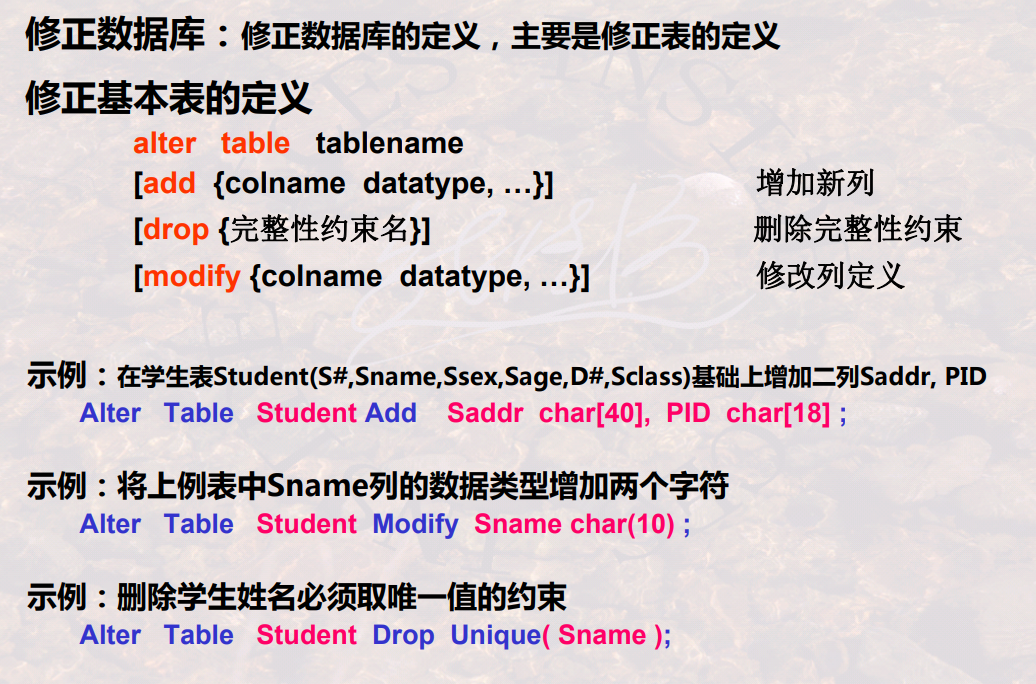 修正数据库：修正数据库的定义，主要是修正表的定义
修正基本表的定义
alter table tablename
[add {colname datatype, …}] 增加新列
[drop {完整性约束名}] 删除完整性约束
[modify {colname datatype, …}] 修改列定义
示例：在学生表Student(S#,Sname,Ssex,Sage,D#,Sclass)基础上增加二列Saddr, PID
Alter Table Student Add Saddr char[40], PID char[18] ;
示例：将上例表中Sname列的数据类型增加两个字符
Alter Table Student Modify Sname char(10) ;
示例：删除学生姓名必须取唯一值的约束
Alter Table Student Drop Unique( Sname );